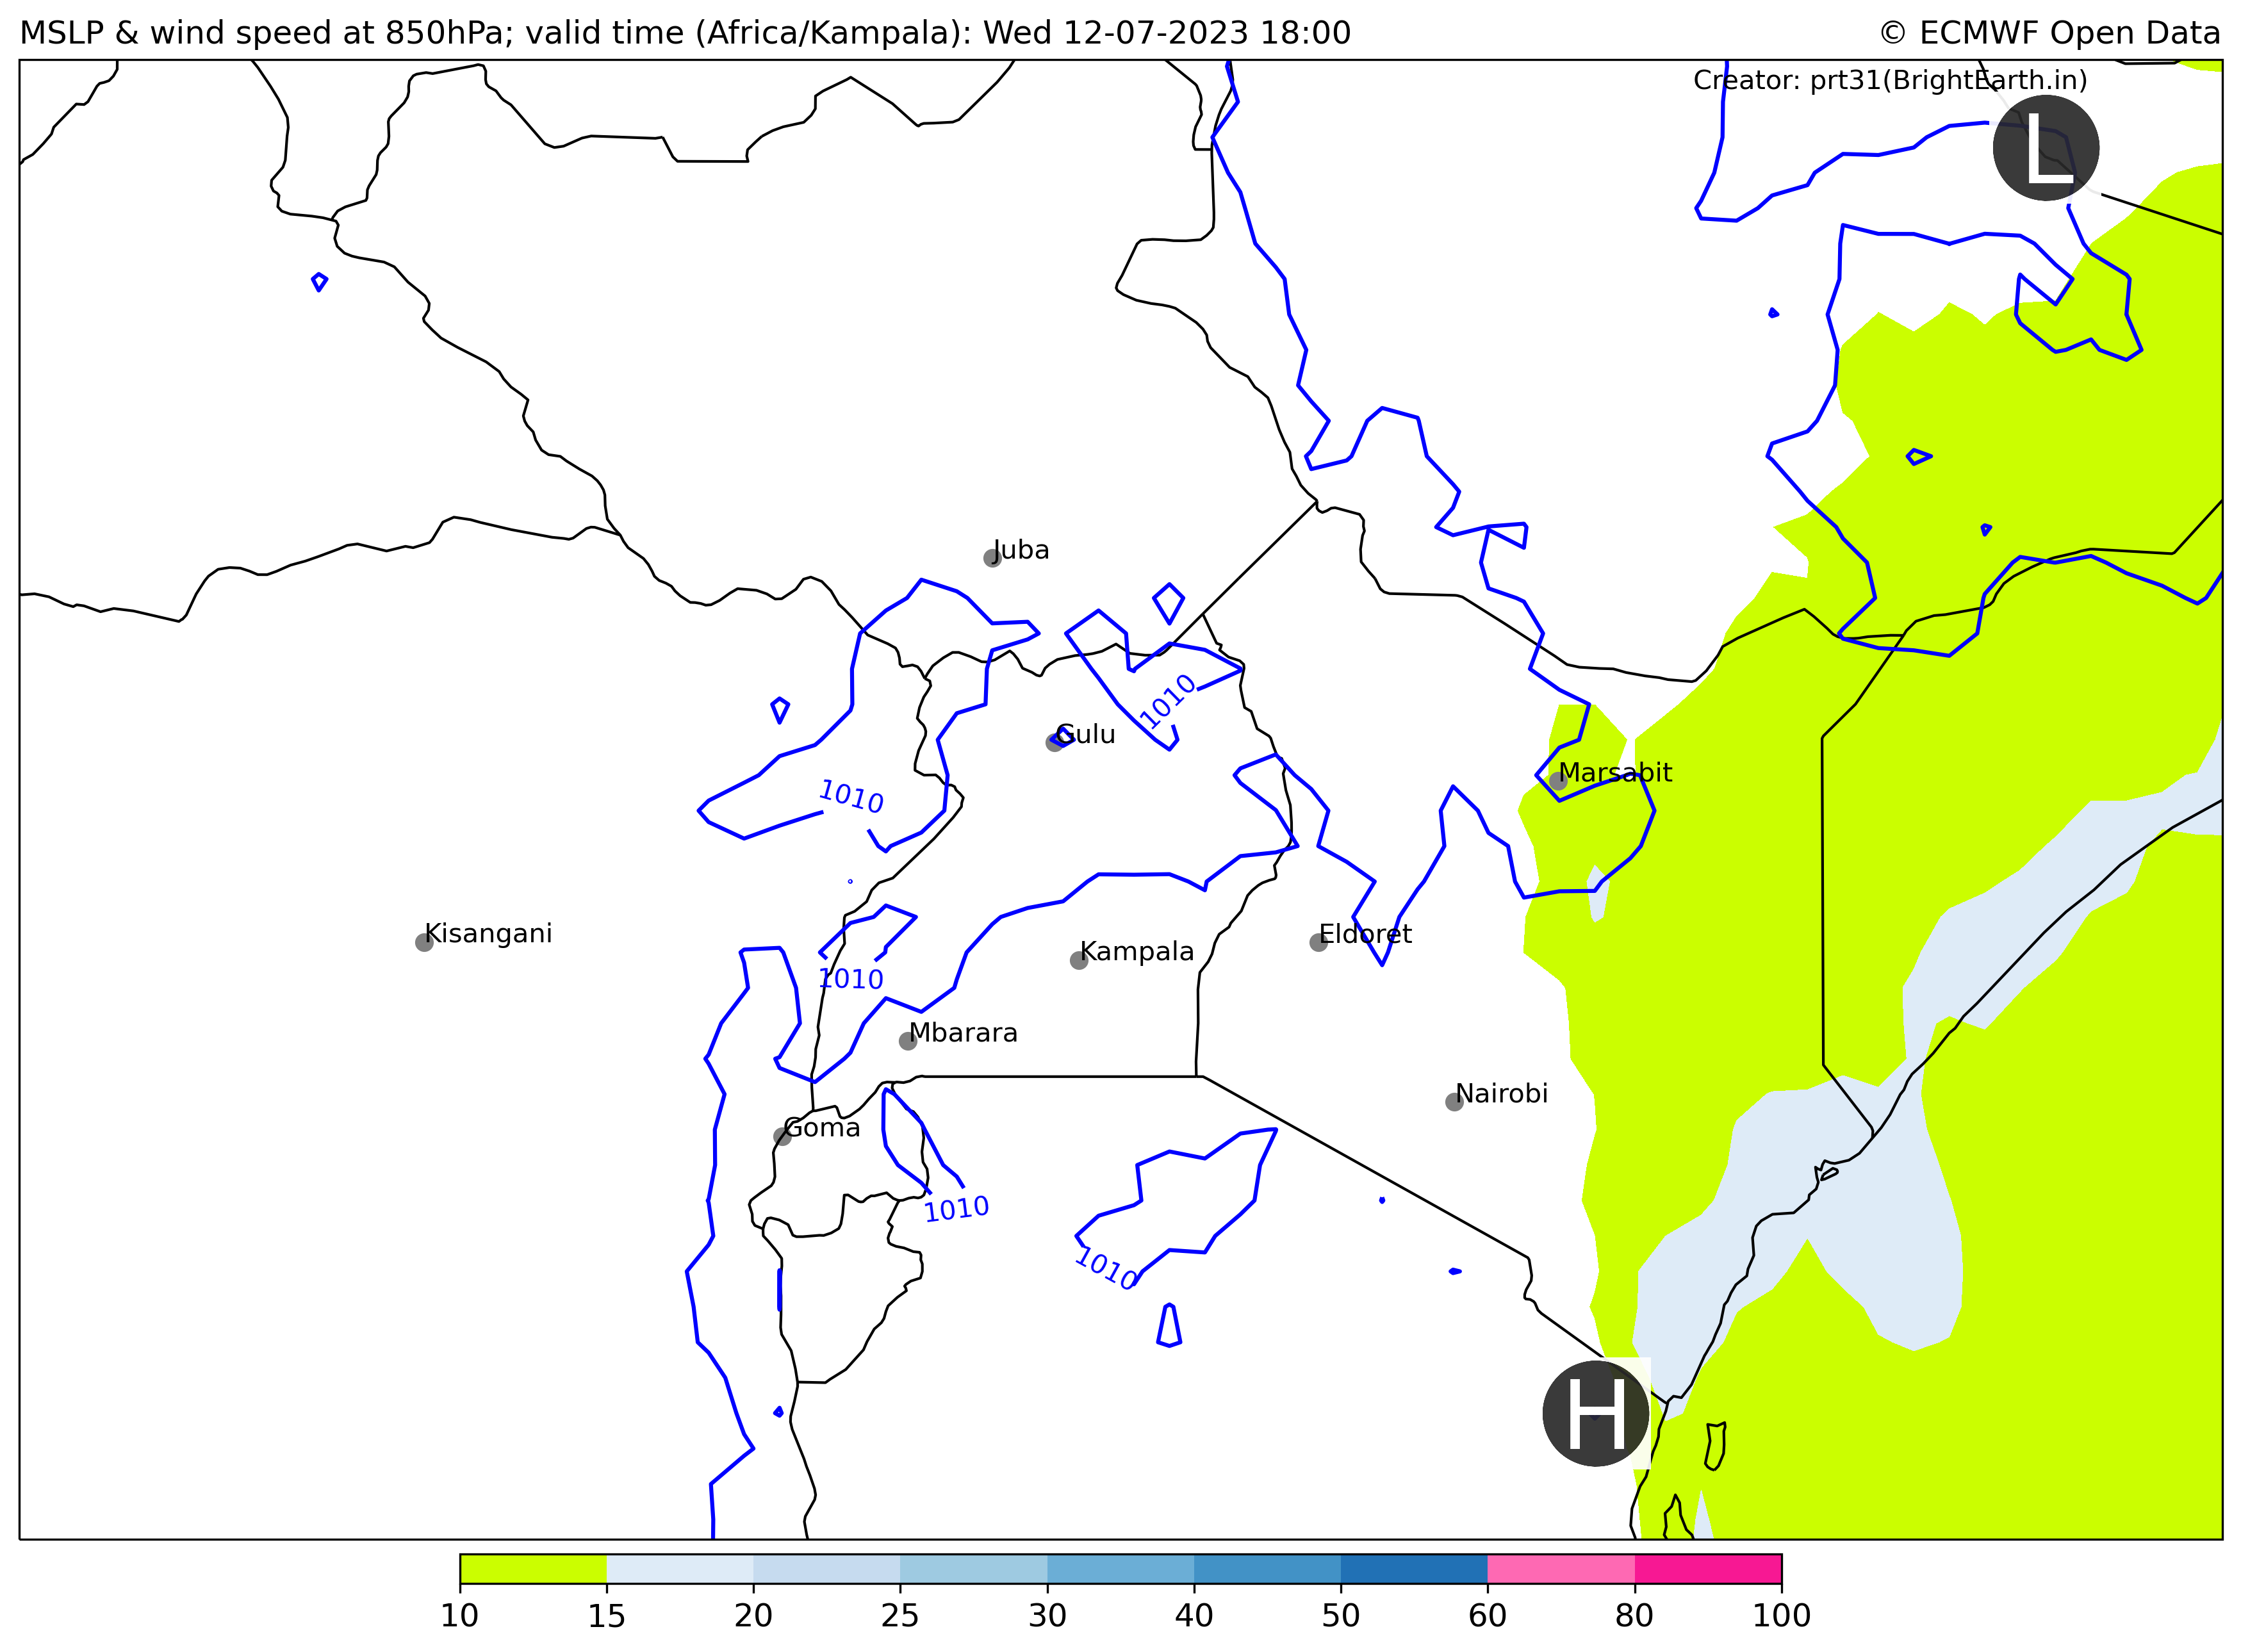 MSLP & wind speed at 850hPa; valid time (Africa/Kampala): Wed 12-07-2023 18:00
© ECMWF Open Data
Creator: prt31(BrightEarth.in)
L
Juba
1010
Gulu
Marsabit
1010
Kisangani
Eldoret
Kampala
1010
Mbarara
Nairobi
Goma
1010
1010
H
10 15 20 25 30 40 50 60 80 100